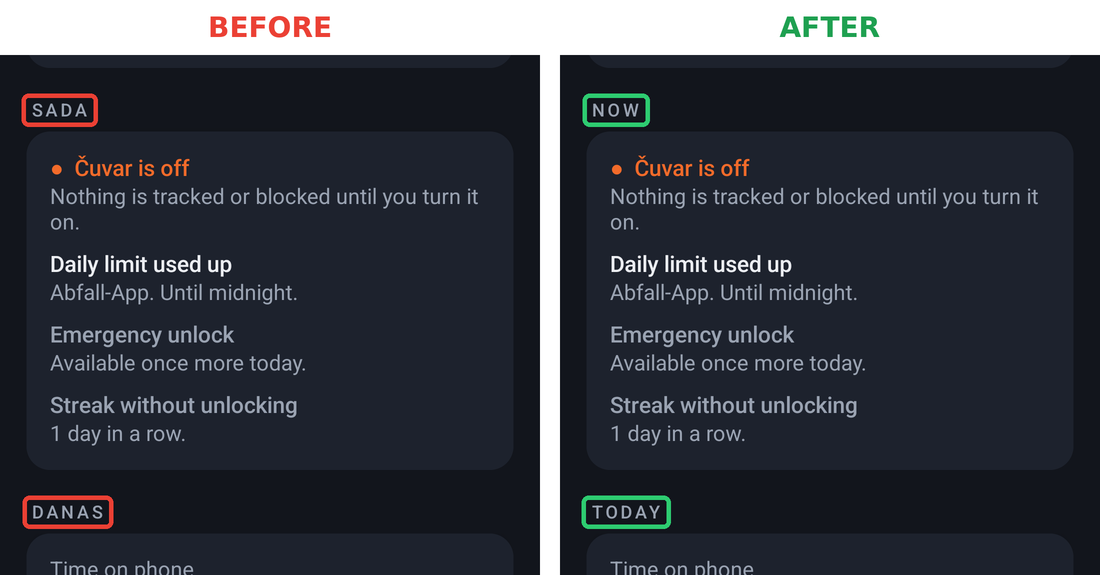 BEFORE
SADA
● Čuvar is off
Nothing is tracked or blocked until you turn it
on.
Daily limit used up
Abfall-App. Until midnight.
Emergency unlock
Available once more today.
Streak without unlocking
1 day in a row.
DANAS
Time on phone
AFTER
NOW
● Čuvar is off
Nothing is tracked or blocked until you turn it
on.
Daily limit used up
Abfall-App. Until midnight.
Emergency unlock
Available once more today.
Streak without unlocking
1 day in a row.
TODAY
Time on phone